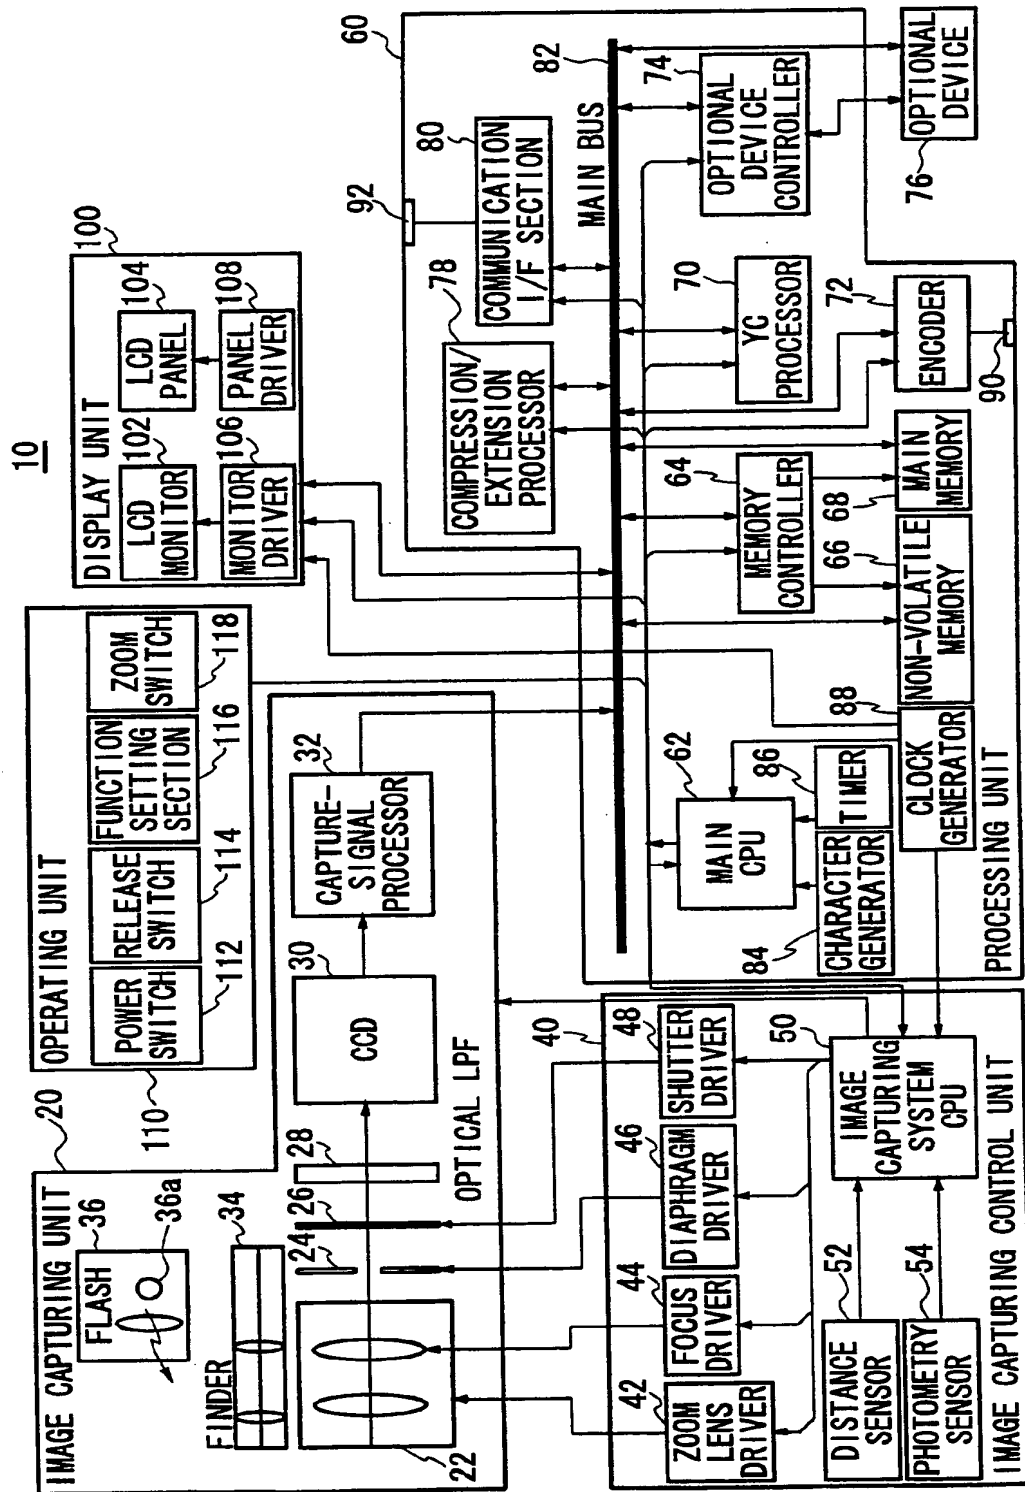 10
IMAGE CAPTURING UNIT
20
FLASH
36
36a
FINDER
34
22
24
26
28
OPTICAL LPF
CCD
30
CAPTURE-
SIGNAL
PROCESSOR
32
OPERATING UNIT
110
POWER
SWITCH
112
RELEASE
SWITCH
114
FUNCTION
SETTING
SECTION
116
ZOOM
SWITCH
118
DISPLAY UNIT
100
LCD
MONITOR
102
LCD
PANEL
104
MONITOR
DRIVER
106
PANEL
DRIVER
108
IMAGE CAPTURING CONTROL UNIT
40
ZOOM
LENS
DRIVER
42
FOCUS
DRIVER
44
DIAPHRAGM
DRIVER
46
SHUTTER
DRIVER
48
IMAGE
CAPTURING
SYSTEM
CPU
50
DISTANCE
SENSOR
52
PHOTOMETRY
SENSOR
54
PROCESSING UNIT
60
MAIN
CPU
62
MEMORY
CONTROLLER
64
NON-VOLATILE
MEMORY
66
MAIN
MEMORY
68
YC
PROCESSOR
70
ENCODER
72
OPTIONAL
DEVICE
CONTROLLER
74
OPTIONAL
DEVICE
76
COMPRESSION/
EXTENSION
PROCESSOR
78
COMMUNICATION
I/F SECTION
80
MAIN BUS
82
CHARACTER
GENERATOR
84
TIMER
86
CLOCK
GENERATOR
88
90
92